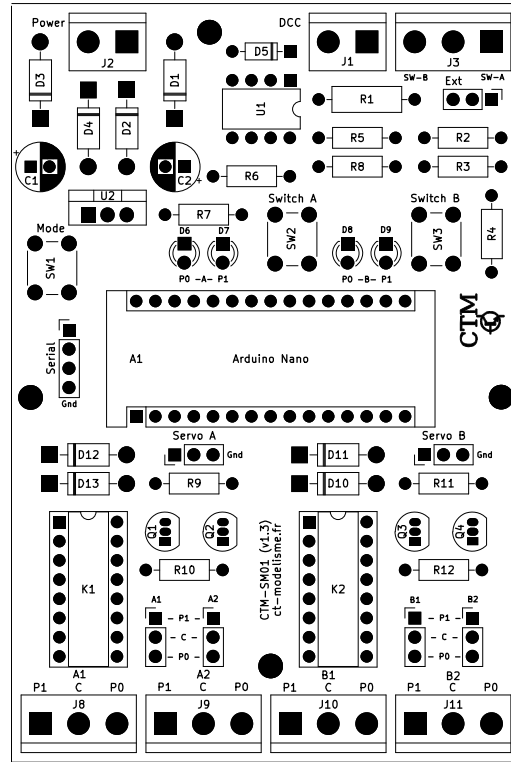 Power
J2
DCC
J1
J3
SW-B
SW-A
Ext
D5
D3
D1
D4
D2
U1
R1
R5
R2
R8
R3
C1
C2
R6
U2
R7
Switch A
Switch B
Mode
SW1
D6
D7
SW2
D8
D9
SW3
R4
P0 -A- P1
P0 -B- P1
CTM
A1
Arduino Nano
Serial
Gnd
Servo A
Gnd
Servo B
Gnd
D12
D11
D13
R9
D10
R11
Q1
Q2
Q3
Q4
K1
R10
CTM-SM01 (v1.3)
ct-modelisme.fr
K2
R12
A1
A2
B1
B2
- P1 -
- C -
- P0 -
- P1 -
- C -
- P0 -
A1
A2
B1
B2
P1 C P0
P1 C P0
P1 C P0
P1 C P0
J8
J9
J10
J11